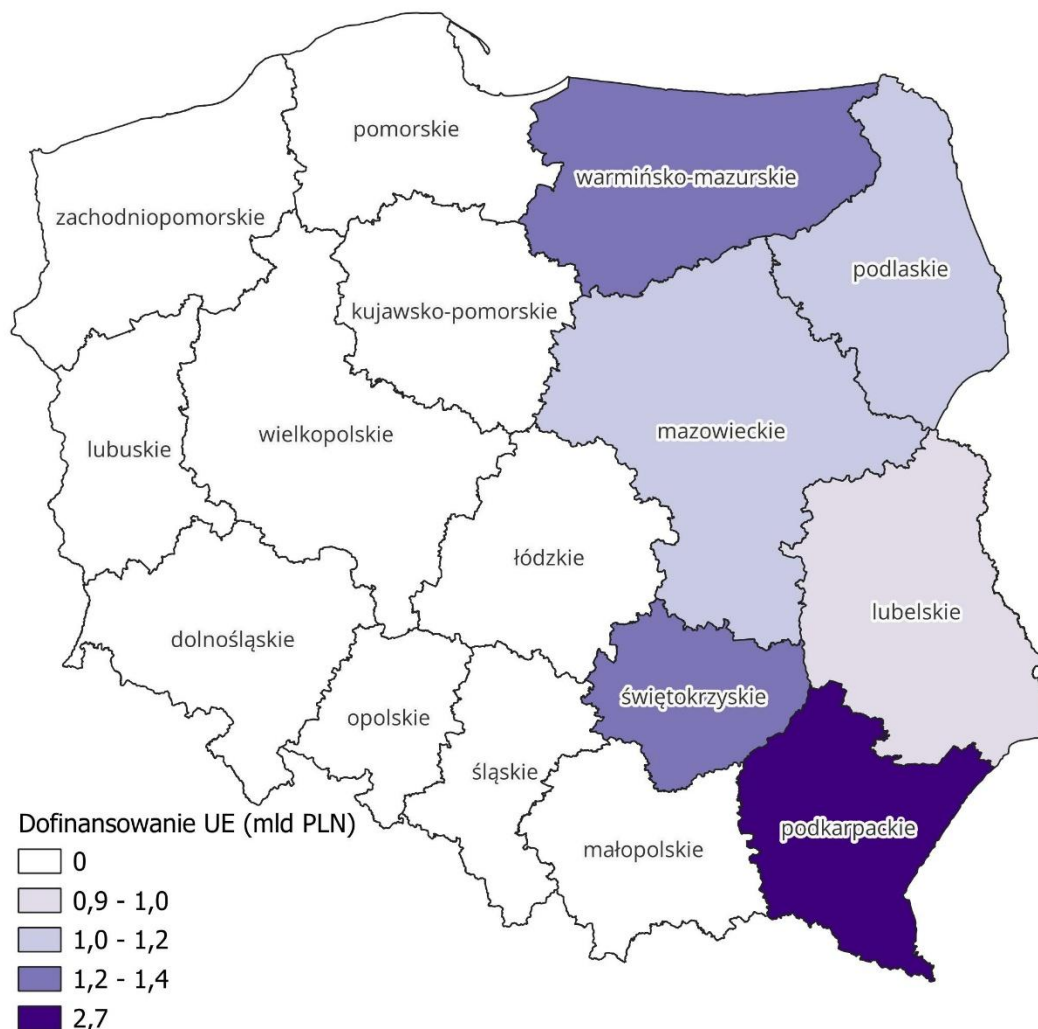 pomorskie
warmińsko-mazurskie
zachodniopomorskie
podlaskie
kujawsko-pomorskie
mazowieckie
wielkopolskie
lubuskie
łódzkie
lubelskie
dolnośląskie
świętokrzyskie
opolskie
śląskie
podkarpackie
małopolskie
Dofinansowanie UE (mld PLN)
0
0,9 - 1,0
1,0 - 1,2
1,2 - 1,4
2,7